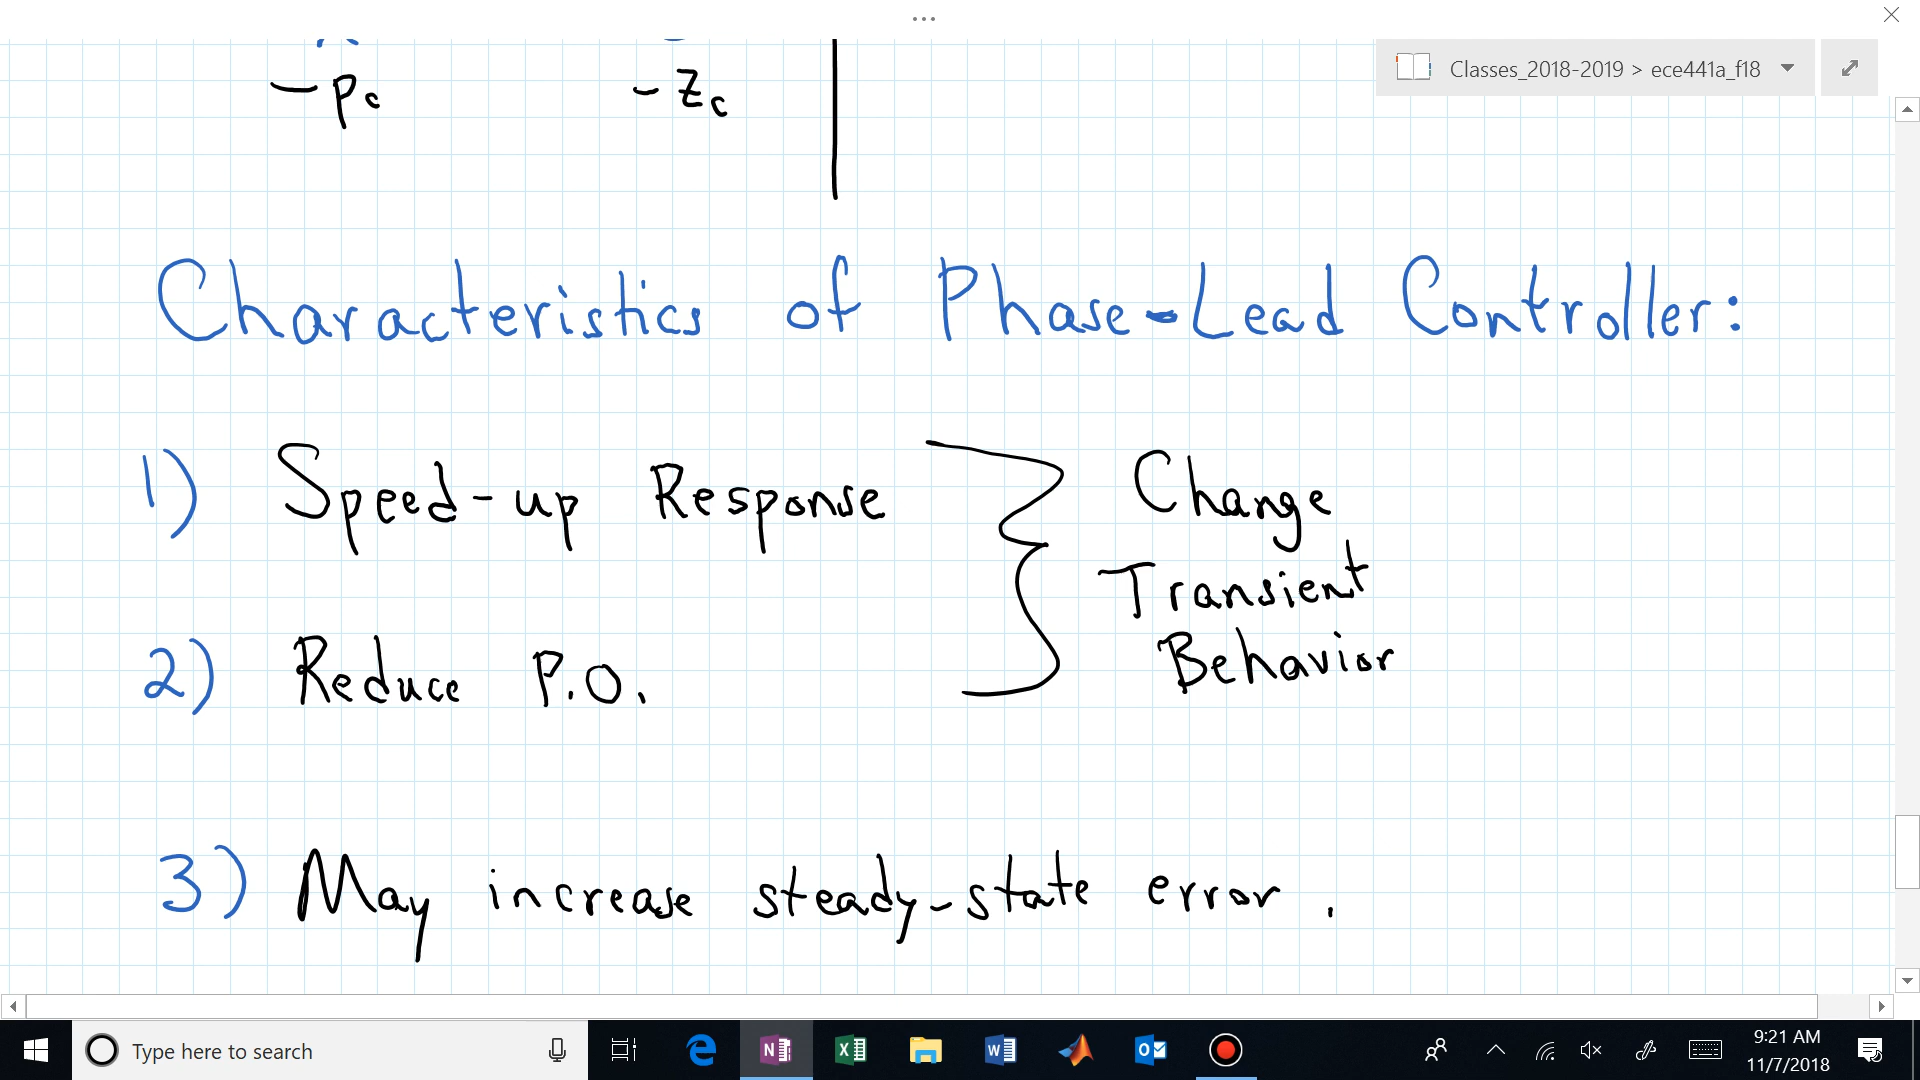 Classes_2018-2019 > ece441a_f18
-pc -zc
Characteristics of Phase-Lead Controller:
1) Speed-up Response
Change
Transient
Behavior
2) Reduce P.O.
3) May increase steady-state error.
Type here to search
9:21 AM
11/7/2018